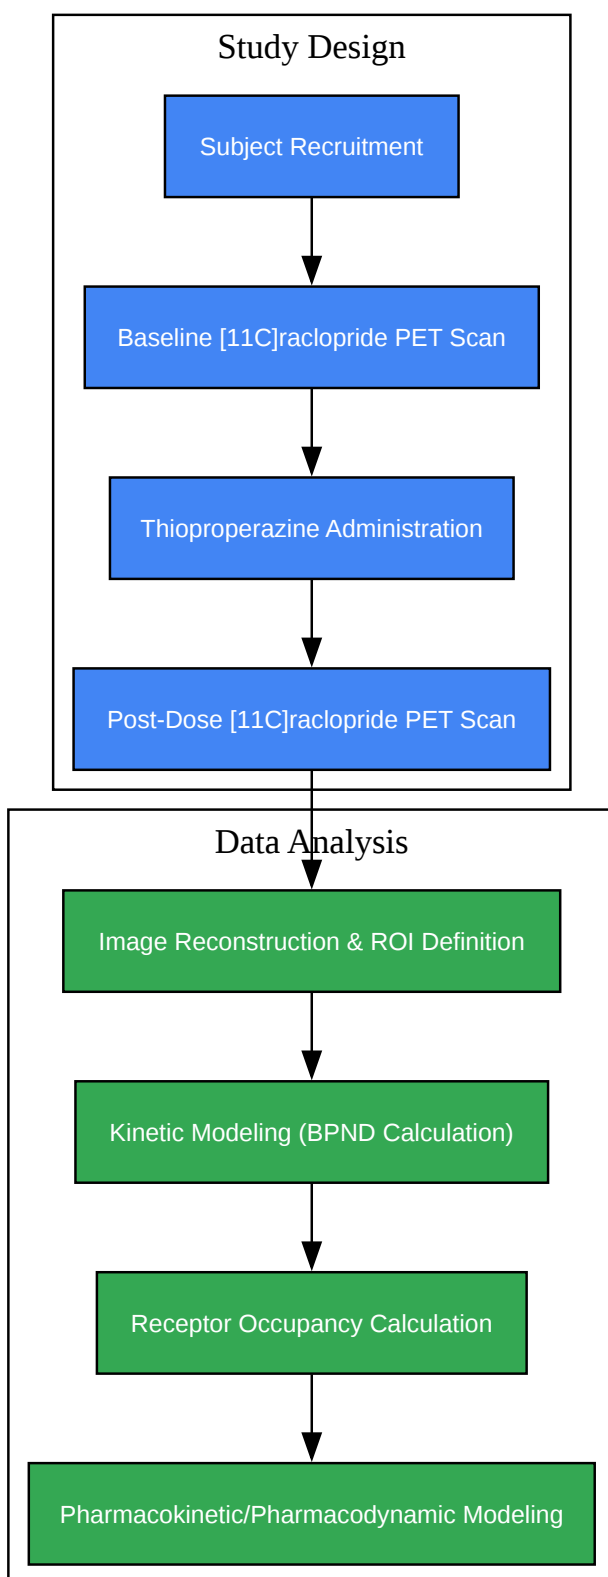 Study Design
Subject Recruitment
Baseline [11C]raclopride PET Scan
Thioproperazine Administration
Post-Dose [11C]raclopride PET Scan
Data Analysis
Image Reconstruction & ROI Definition
Kinetic Modeling (BPND Calculation)
Receptor Occupancy Calculation
Pharmacokinetic/Pharmacodynamic Modeling